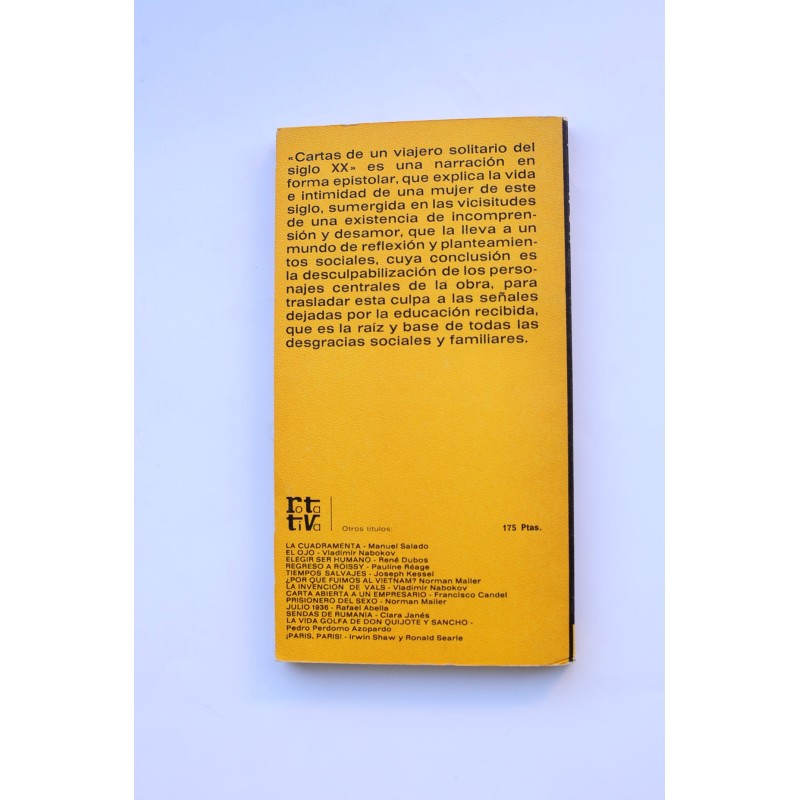 «Cartas de un viajero solitario del
siglo XX» es una narración en
forma epistolar, que explica la vida
e intimidad de una mujer de este
siglo, sumergida en las vicisitudes
de una existencia de incompren-
sión y desamor, que la lleva a un
mundo de reflexión y planteamien-
tos sociales, cuya conclusión es
la desculpabilización de los perso-
najes centrales de la obra, para
trasladar esta culpa a las señales
dejadas por la educación recibida,
que es la raíz y base de todas las
desgracias sociales y familiares.
rota
tiva
Otros títulos:
175 Ptas.
LA CUADRAMENTA - Manuel Salado
EL OJO - Vladimir Nabokov
ELEGIR SER HUMANO - René Dubos
REGRESO A ROISSY - Pauline Réage
TIEMPOS SALVAJES - Joseph Kessel
¿POR QUE FUIMOS AL VIETNAM? Norman Mailer
LA INVENCION DE VALS - Vladimir Nabokov
CARTA ABIERTA A UN EMPRESARIO - Francisco Candel
PRISIONERO DEL SEXO - Norman Mailer
JULIO 1936 - Rafael Abella
SENDAS DE RUMANIA - Clara Janés
LA VIDA GOLFA DE DON QUIJOTE Y SANCHO -
Pedro Perdomo Azopardo
¡PARIS, PARIS! - Irwin Shaw y Ronald Searle